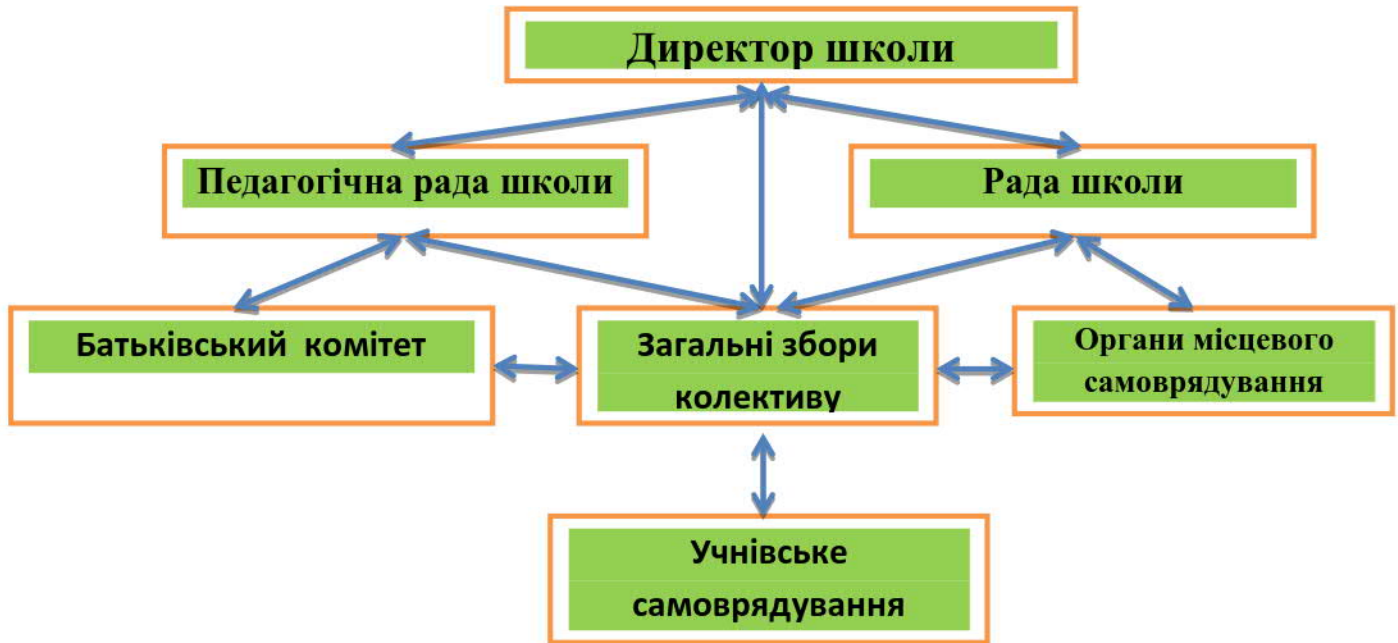 Директор школи
Педагогічна рада школи
Рада школи
Батьківський комітет
Загальні збори
колективу
Органи місцевого
самоврядування
Учнівське
самоврядування